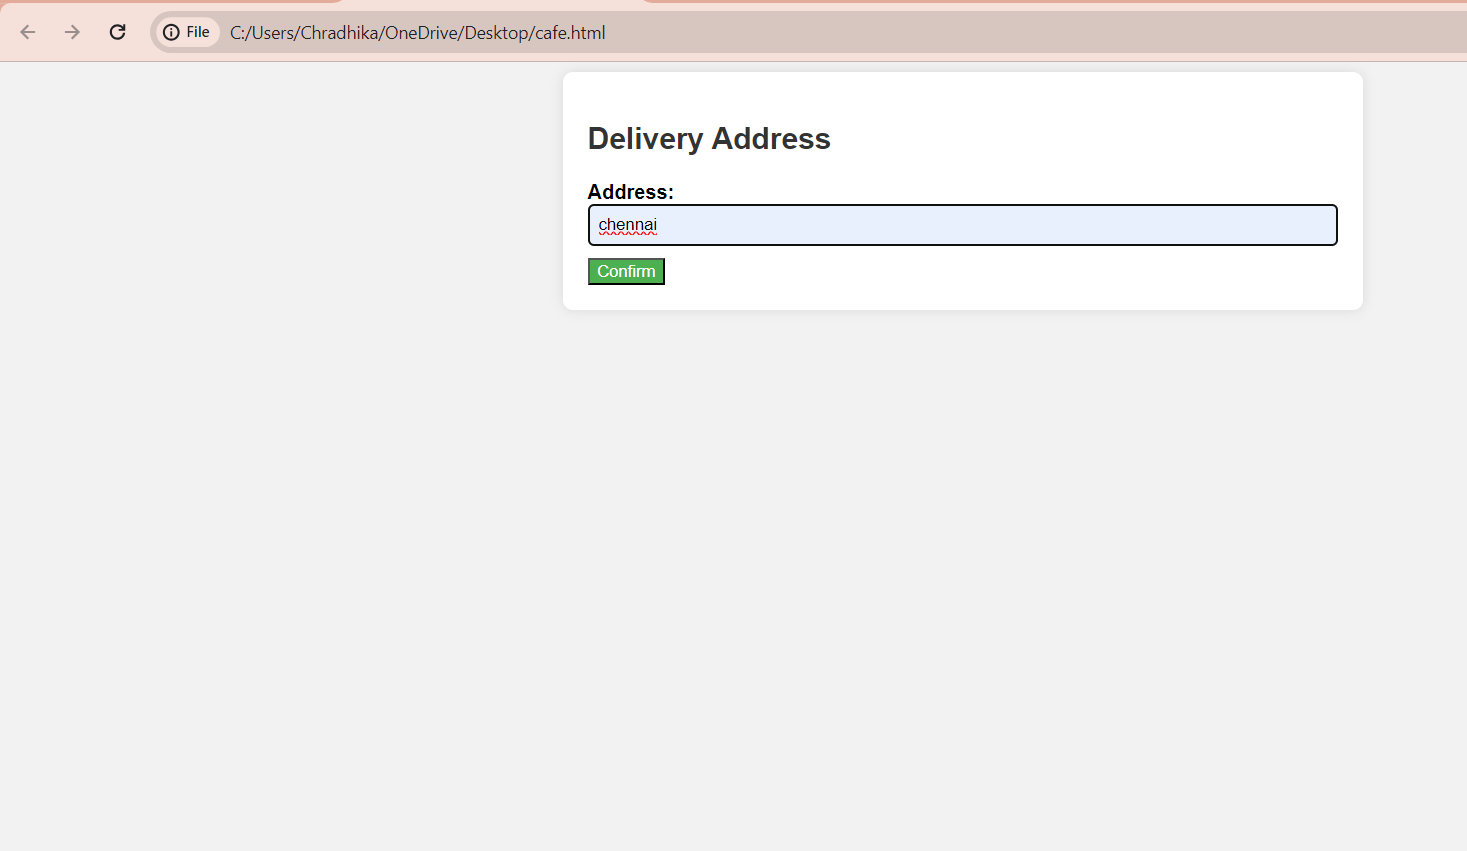 File C:/Users/Chradhika/OneDrive/Desktop/cafe.html
Delivery Address
Address:
chennai
Confirm